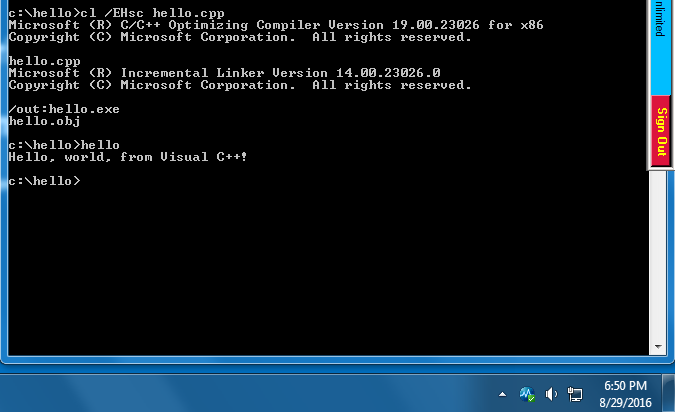 c:\hello>cl /EHsc hello.cpp
Microsoft (R) C/C++ Optimizing Compiler Version 19.00.23026 for x86
Copyright (C) Microsoft Corporation.  All rights reserved.
hello.cpp
Microsoft (R) Incremental Linker Version 14.00.23026.0
Copyright (C) Microsoft Corporation.  All rights reserved.
/out:hello.exe
hello.obj
c:\hello>hello
Hello, world, from Visual C++!
c:\hello>
nlimited
Sign Out
6:50 PM
8/29/2016